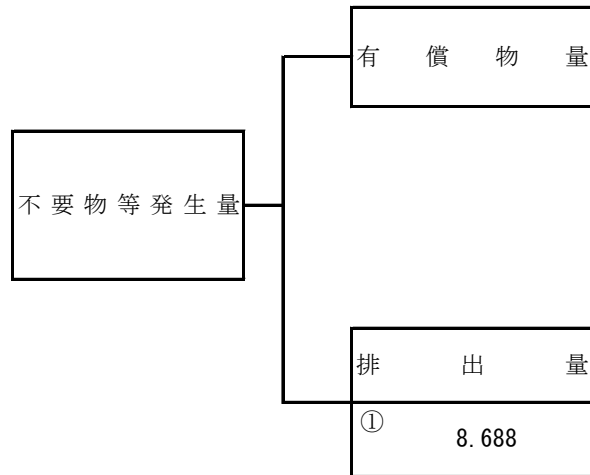 有償物量
不要物等発生量
排出量
①
8.688